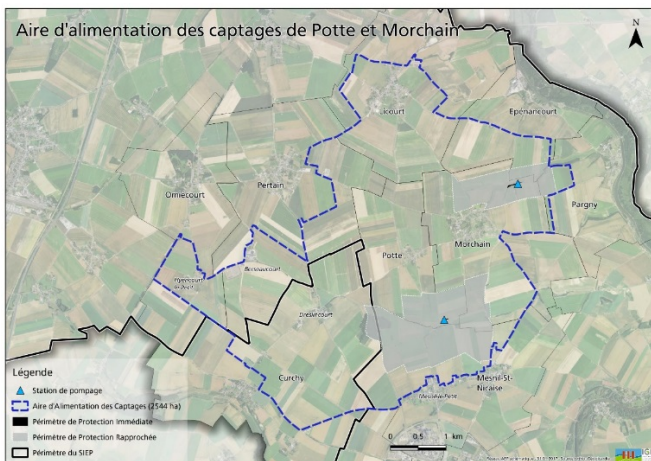 Aire d'alimentation des captages de Potte et Morchain
N
Licourt
Epénancourt
Omiécourt
Pertain
Pargny
Morchain
Potte
Dreslincourt
Curchy
Mesnil-St-
Nicaise
Légende
Station de pompage
Aire d'Alimentation des Captages (2544 ha)
Périmètre de Protection Immédiate
Périmètre de Protection Rapprochée
Périmètre du SIEP
0 0.5 1 km